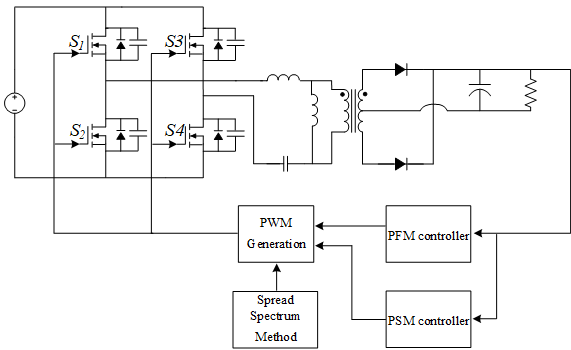 S1
S3
S2
S4
PWM
Generation
PFM controller
Spread
Spectrum
Method
PSM controller